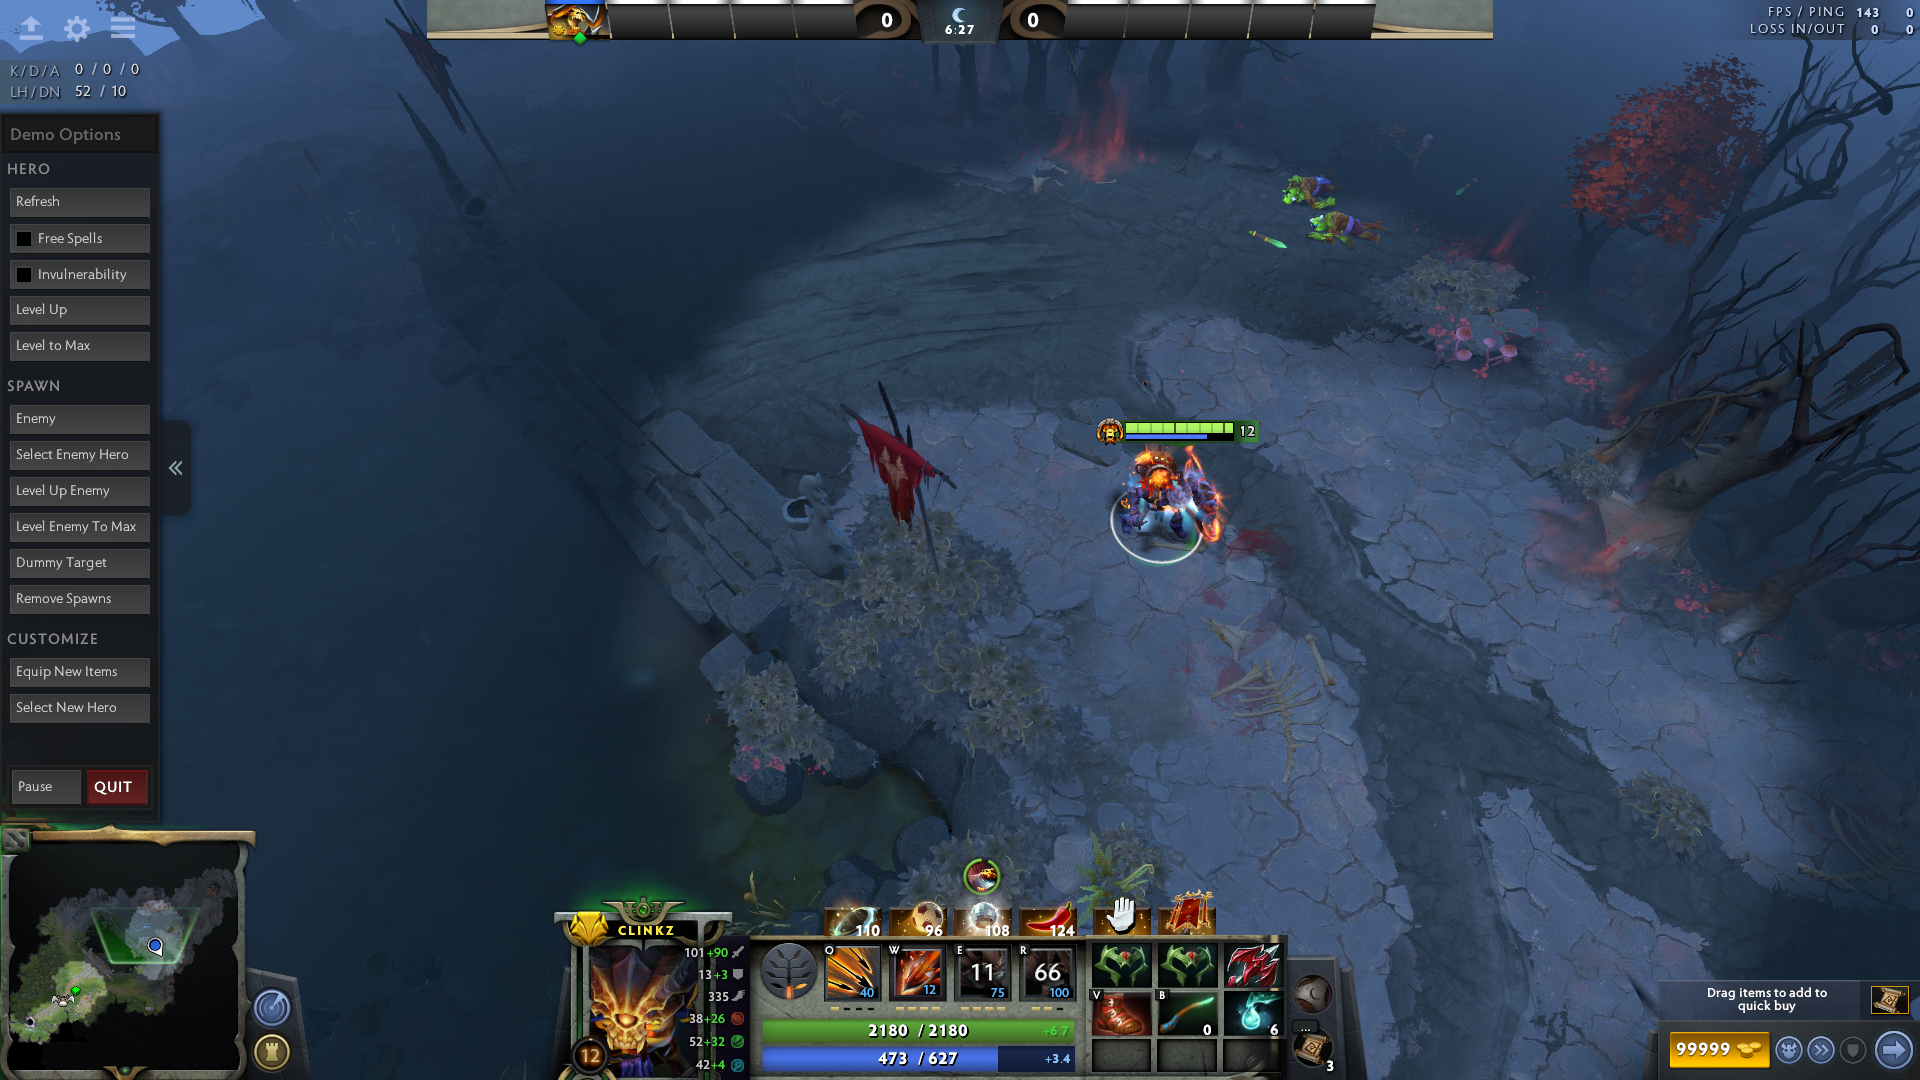 FPS / PING 143 0
LOSS IN/OUT 0 0
0
6:27
0
K/D/A 0 / 0 / 0
LH/DN 52 / 10
Demo Options
HERO
Refresh
Free Spells
Invulnerability
Level Up
Level to Max
SPAWN
Enemy
Select Enemy Hero
Level Up Enemy
Level Enemy To Max
Dummy Target
Remove Spawns
CUSTOMIZE
Equip New Items
Select New Hero
Pause
QUIT
12
CLINKZ
101 +90
13 +3
335
38 +26
52 +32
42 +4
12
110
96
108
124
Q
40
W
12
E
11
75
R
66
100
2180 / 2180
+6.7
473 / 627
+3.4
V
B
0
6
...
3
Drag items to add to
quick buy
99999